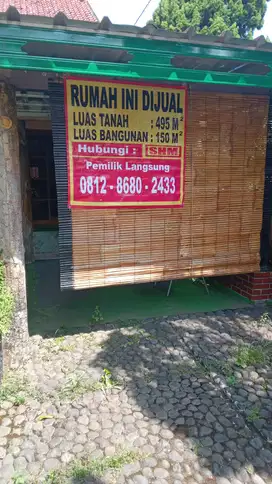 RUMAH INI DIJUAL
LUAS TANAH : 495 M²
LUAS BANGUNAN : 150 M²
Hubungi : SHM
Pemilik Langsung
0812 - 8680 - 2433